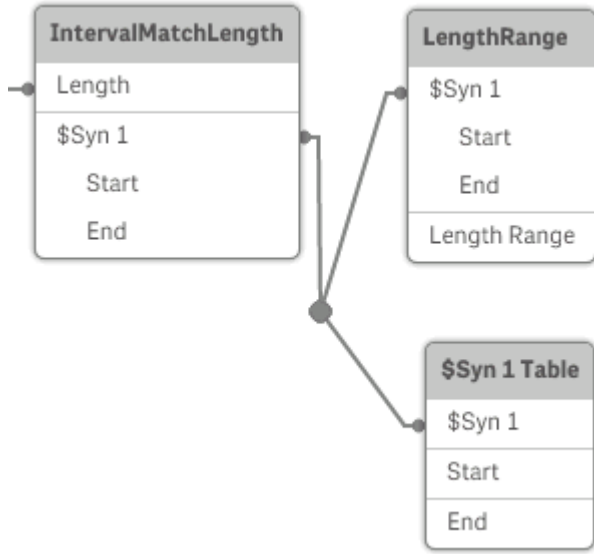 IntervalMatchLength
Length
$Syn 1
Start
End
LengthRange
$Syn 1
Start
End
Length Range
$Syn 1 Table
$Syn 1
Start
End